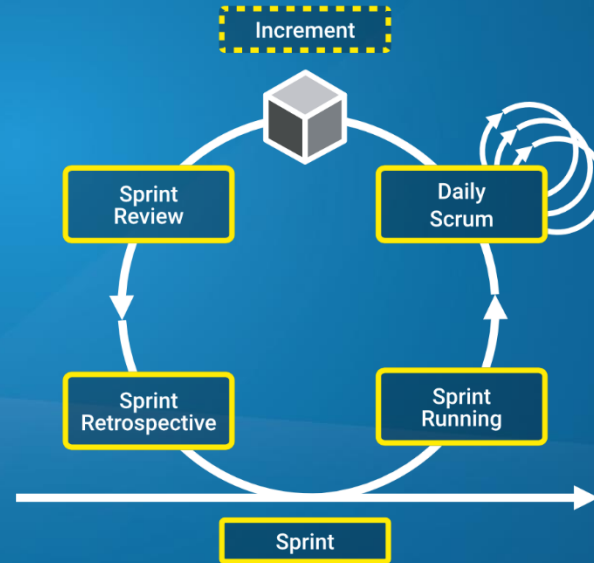 Increment
Sprint
Review
Daily
Scrum
Sprint
Retrospective
Sprint
Running
Sprint